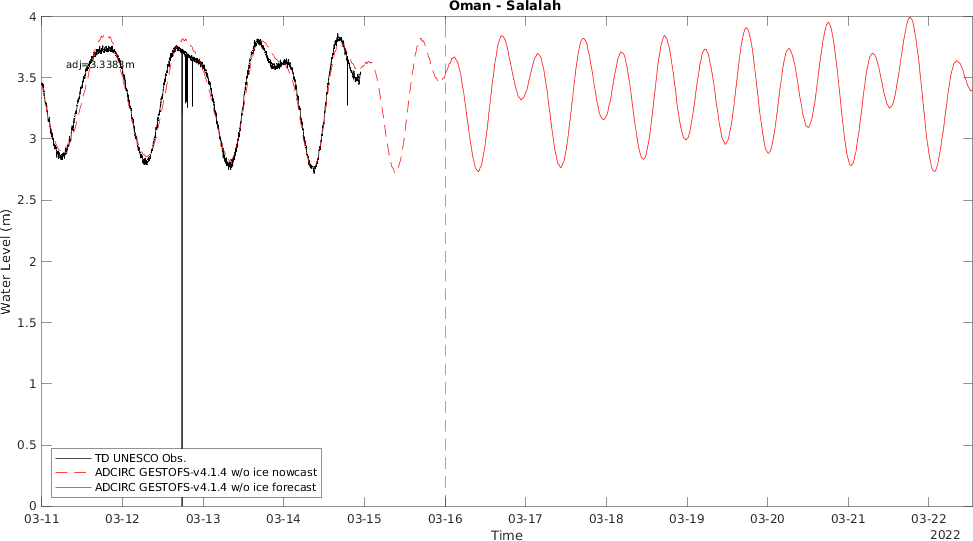 Oman - Salalah
4
adj=3.3383m
3.5
3
2.5
2
1.5
1
0.5
0
Water Level (m)
TD UNESCO Obs.
ADCIRC GESTOFS-v4.1.4 w/o ice nowcast
ADCIRC GESTOFS-v4.1.4 w/o ice forecast
03-11 03-12 03-13 03-14 03-15 03-16 03-17 03-18 03-19 03-20 03-21 03-22
Time
2022